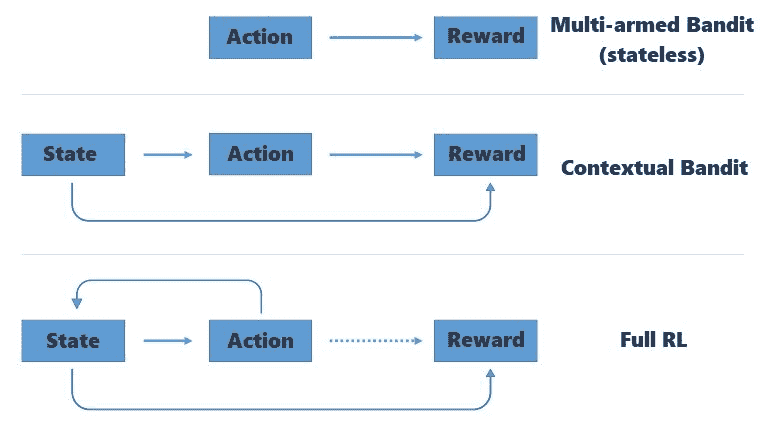 Action
Reward
Multi-armed Bandit
(stateless)
State
Action
Reward
Contextual Bandit
State
Action
Reward
Full RL